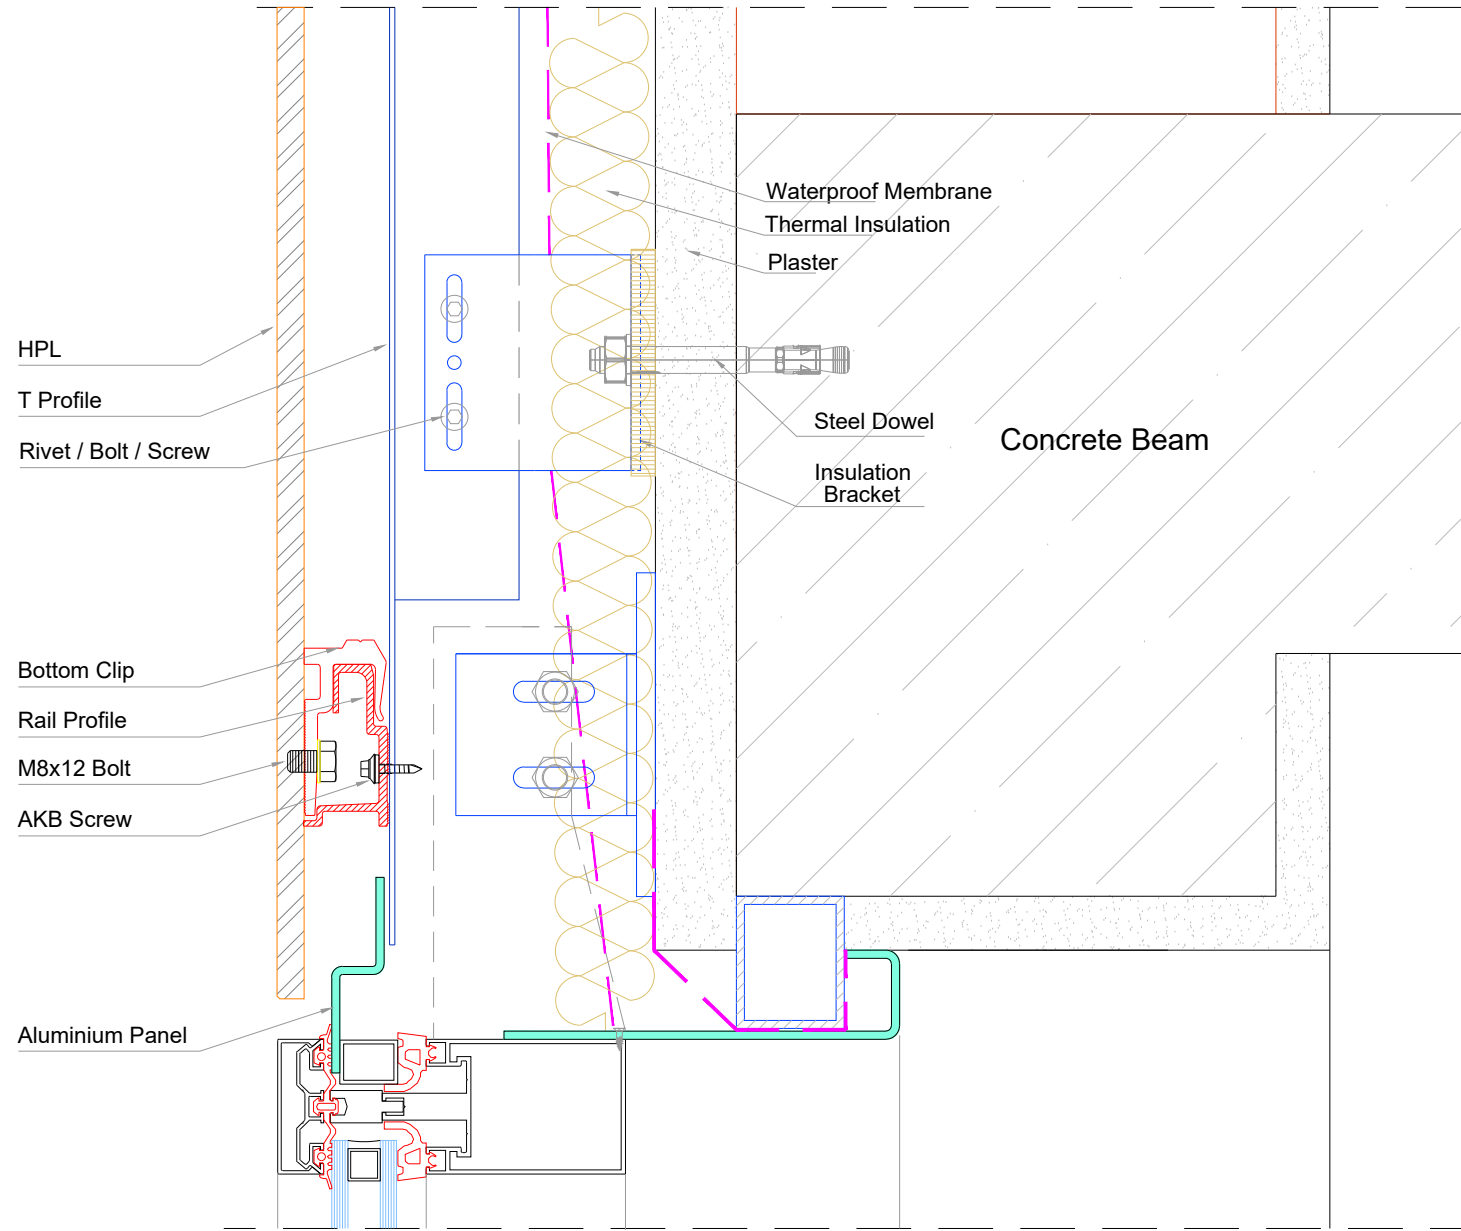 Waterproof Membrane
Thermal Insulation
Plaster
HPL
T Profile
Rivet / Bolt / Screw
Steel Dowel
Concrete Beam
Insulation
Bracket
Bottom Clip
Rail Profile
M8x12 Bolt
AKB Screw
Aluminium Panel